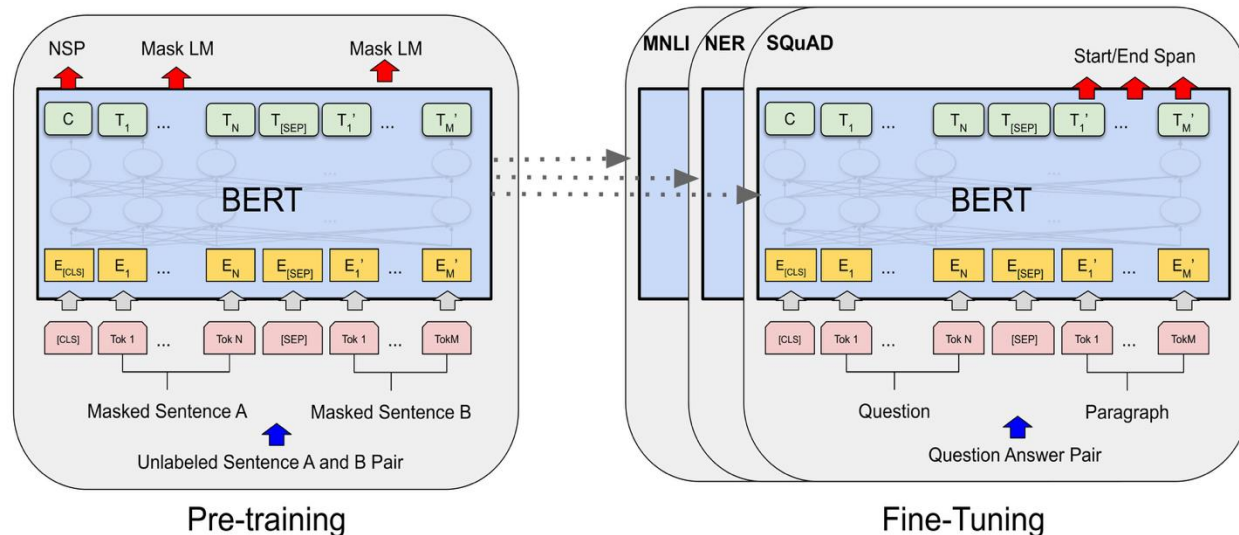 NSP Mask LM Mask LM
C T1 ... TN T[SEP] T1' ... TM'
...
BERT
...
E[CLS] E1 ... EN E[SEP] E1' ... EM'
[CLS] Tok 1 ... Tok N [SEP] Tok 1 ... TokM
Masked Sentence A Masked Sentence B
Unlabeled Sentence A and B Pair
Pre-training
MNLI NER SQuAD
Start/End Span
C T1 ... TN T[SEP] T1' ... TM'
...
BERT
...
E[CLS] E1 ... EN E[SEP] E1' ... EM'
[CLS] Tok 1 ... Tok N [SEP] Tok 1 ... TokM
Question Paragraph
Question Answer Pair
Fine-Tuning